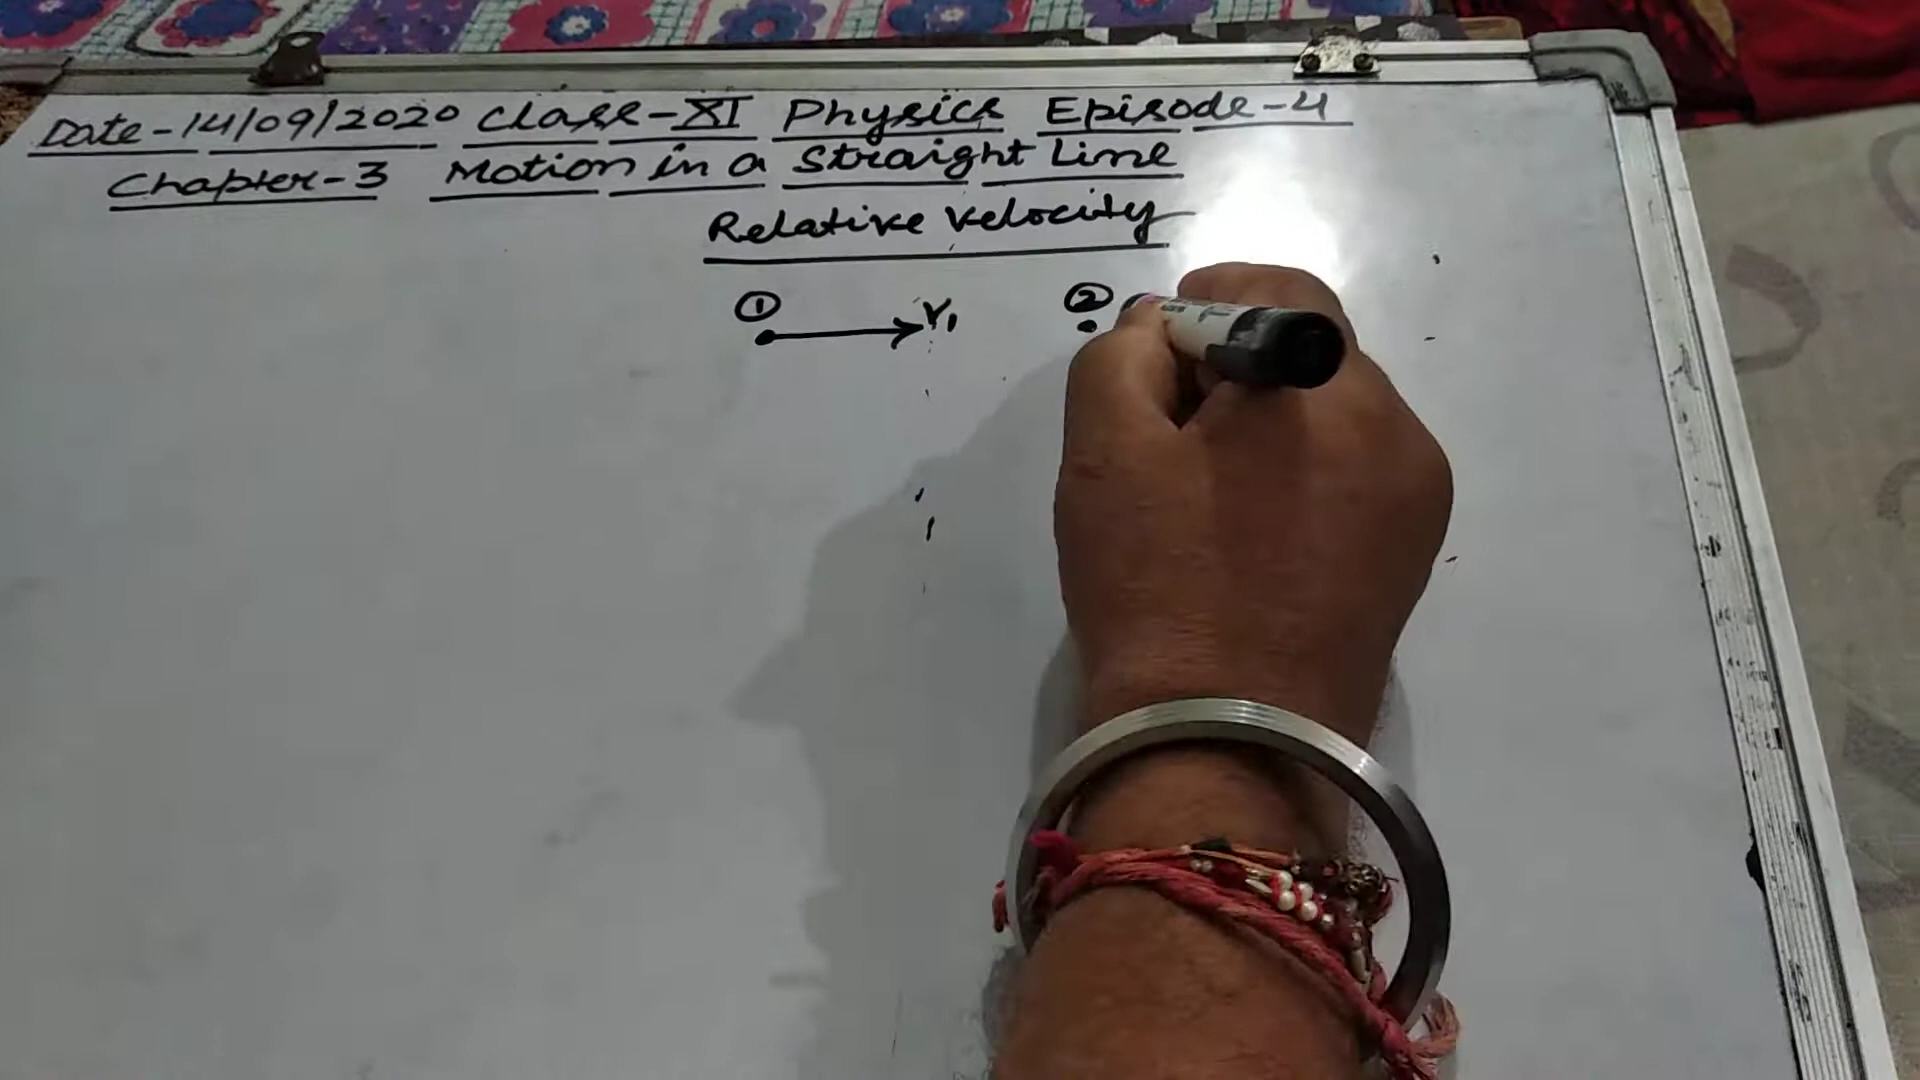 Date-14/09/2020 Class-XI Physics Episode-4
Chapter-3 Motion in a Straight Line
Relative Velocity
① V₁ ②